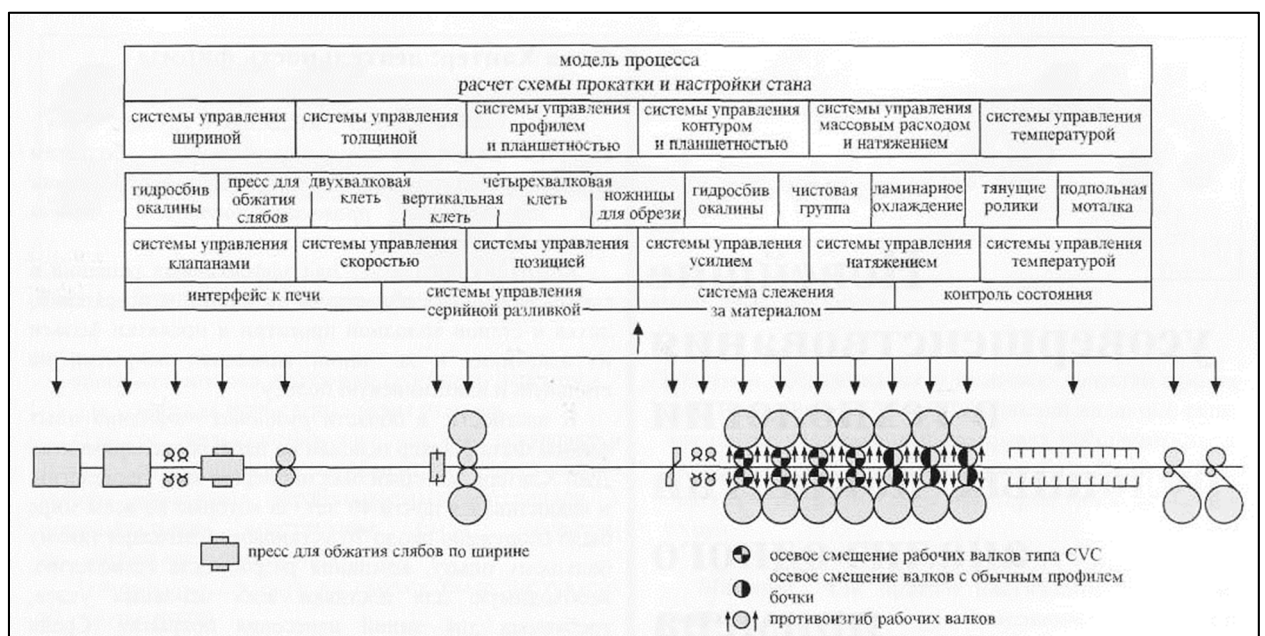 модель процесса
расчет схемы прокатки и настройки стана
системы управления шириной
системы управления толщиной
системы управления профилем и планшетностью
системы управления контуром и планшетностью
системы управления массовым расходом и натяжением
системы управления температурой
гидросбив окалины
пресс для обжатия слябов
двухвалковая клеть
вертикальная клеть
четырехвалковая клеть
ножницы для обрези
гидросбив окалины
чистовая группа
ламинарное охлаждение
тянущие ролики
подпольная моталка
системы управления клапанами
системы управления скоростью
системы управления позицией
системы управления усилием
системы управления натяжением
системы управления температурой
интерфейс к печи
системы управления серийной разливкой
система слежения за материалом
контроль состояния
пресс для обжатия слябов по ширине
осевое смешение рабочих валков типа CVC
осевое смешение валков с обычным профилем
бочки
противоизгиб рабочих валков